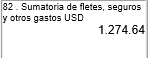 82 . Sumatoria de fletes, seguros
y otros gastos USD
1.274.64